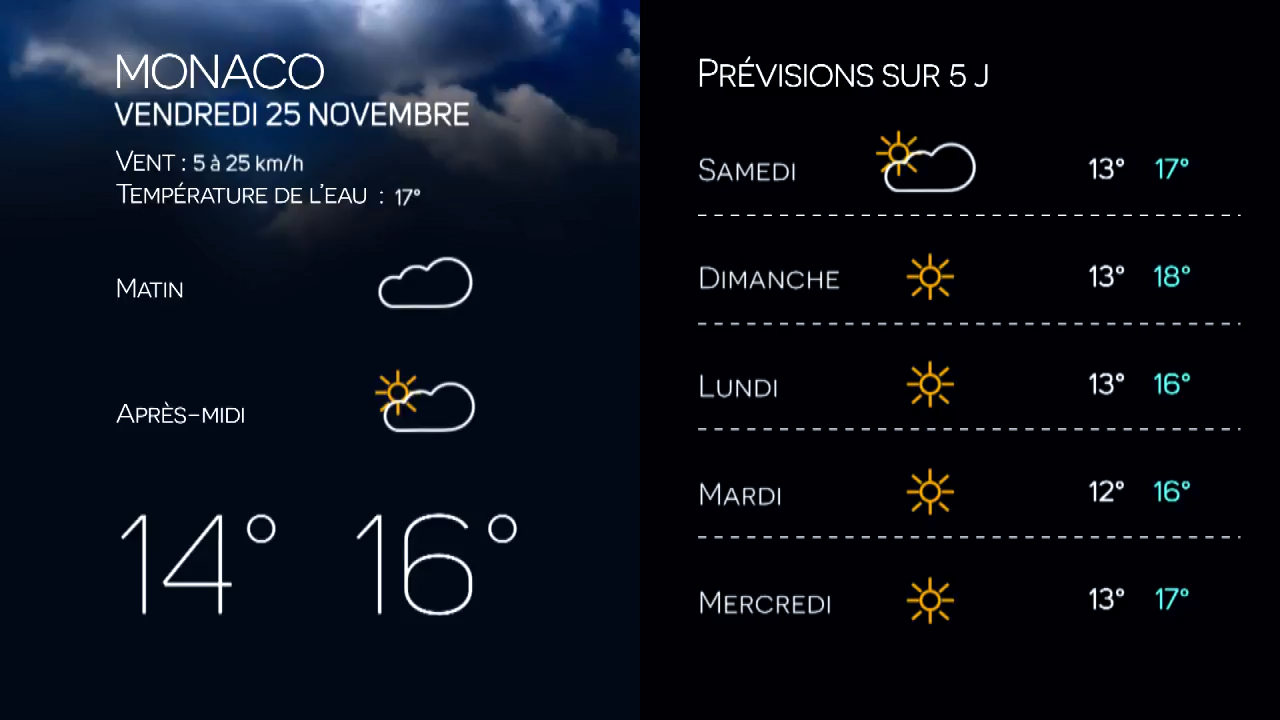 MONACO
VENDREDI 25 NOVEMBRE
VENT : 5 à 25 km/h
TEMPÉRATURE DE L'EAU : 17°
MATIN
APRÈS-MIDI
14° 16°
PRÉVISIONS SUR 5 J
SAMEDI 13° 17°
DIMANCHE 13° 18°
LUNDI 13° 16°
MARDI 12° 16°
MERCREDI 13° 17°